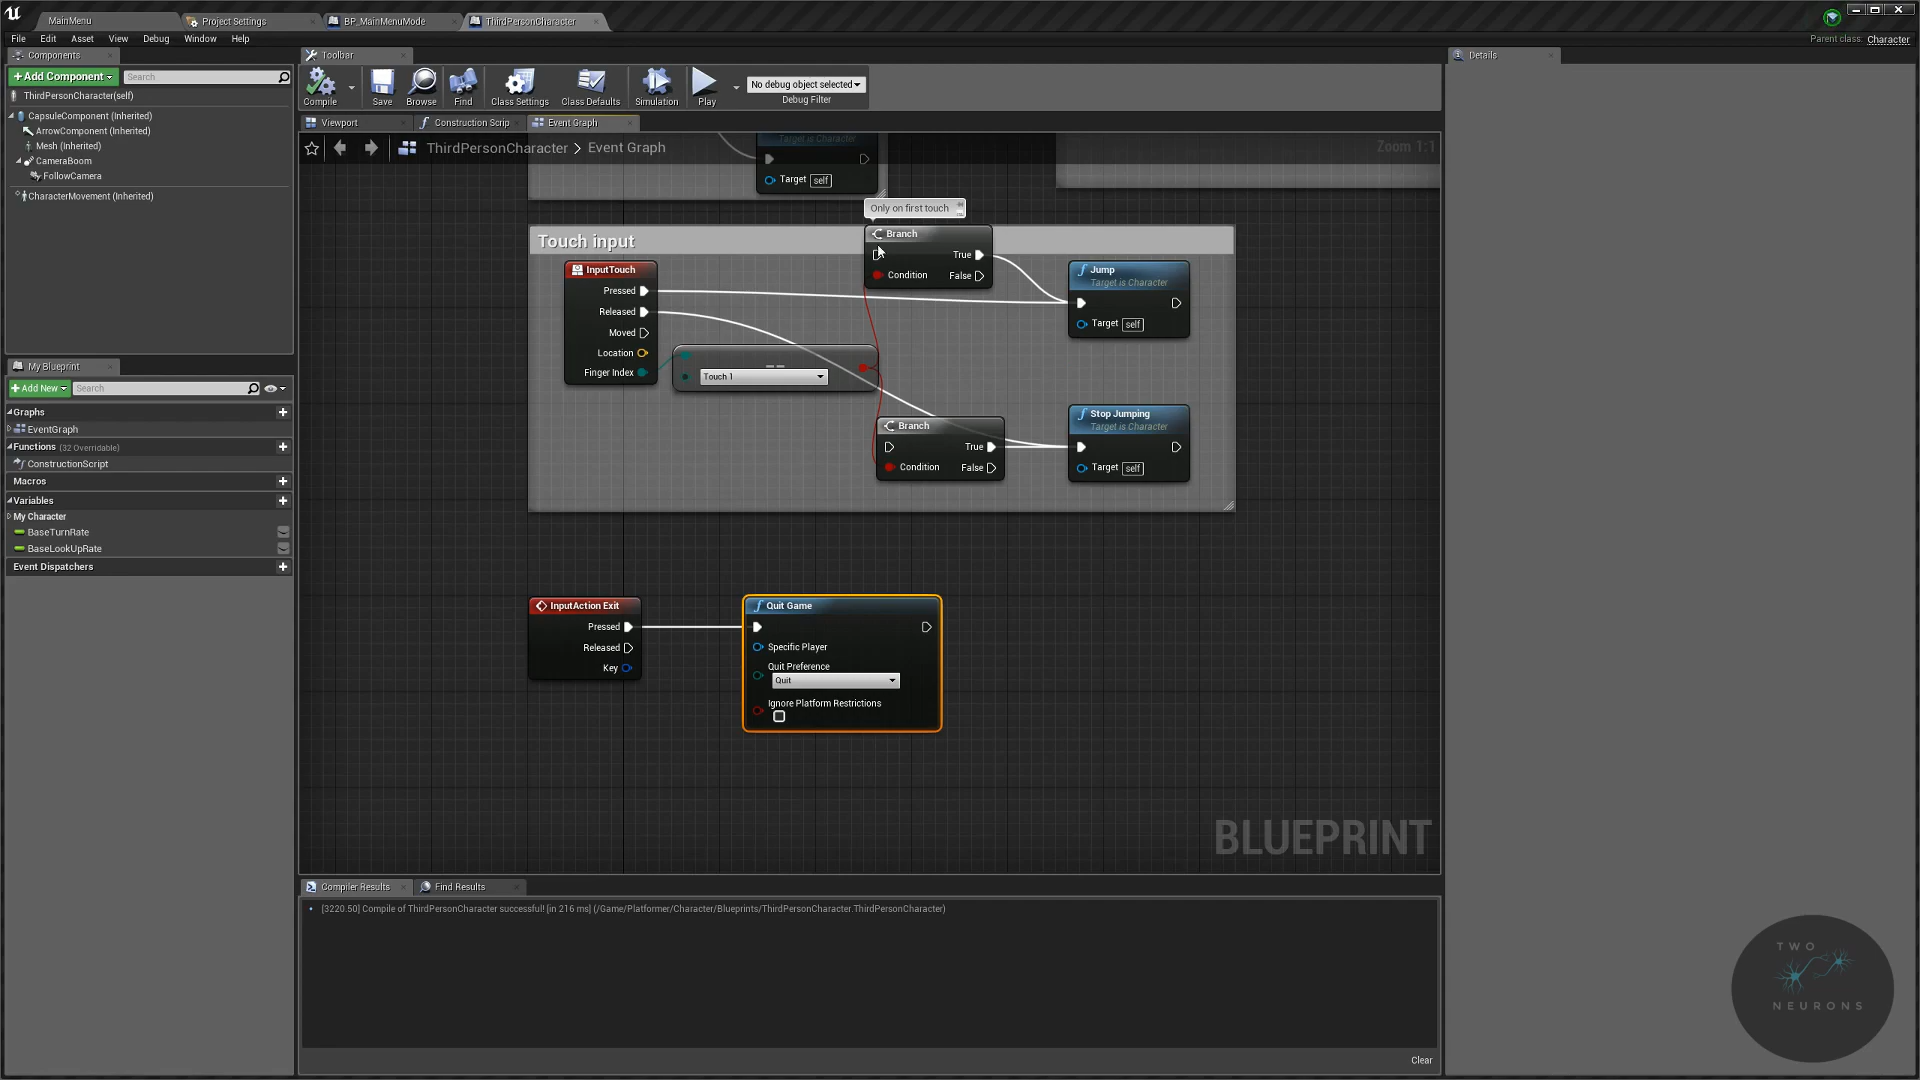 MainMenu
Project Settings
BP_MainMenuMode
ThirdPersonCharacter
File Edit Asset View Debug Window Help
Parent class: Character
Components
+Add Component
Search
ThirdPersonCharacter(self)
CapsuleComponent (Inherited)
ArrowComponent (Inherited)
Mesh (Inherited)
CameraBoom
FollowCamera
CharacterMovement (Inherited)
My Blueprint
+Add New
Search
Graphs
EventGraph
Functions (32 Overridable)
ConstructionScript
Macros
Variables
My Character
BaseTurnRate
BaseLookUpRate
Event Dispatchers
Toolbar
Compile
Save
Browse
Find
Class Settings
Class Defaults
Simulation
Play
No debug object selected
Debug Filter
Viewport
Construction Scrip
Event Graph
ThirdPersonCharacter > Event Graph
Zoom 1:1
Target is Character
Target self
Only on first touch
Touch input
InputTouch
Pressed
Released
Moved
Location
Finger Index
Touch 1
Branch
True
Condition False
Jump
Target is Character
Target self
Branch
True
Condition False
Stop Jumping
Target is Character
Target self
InputAction Exit
Pressed
Released
Key
Quit Game
Specific Player
Quit Preference
Quit
Ignore Platform Restrictions
BLUEPRINT
Compiler Results
Find Results
[3220.50] Compile of ThirdPersonCharacter successful! [in 216 ms] (/Game/Platformer/Character/Blueprints/ThirdPersonCharacter.ThirdPersonCharacter)
Clear
Details
TWO
NEURONS